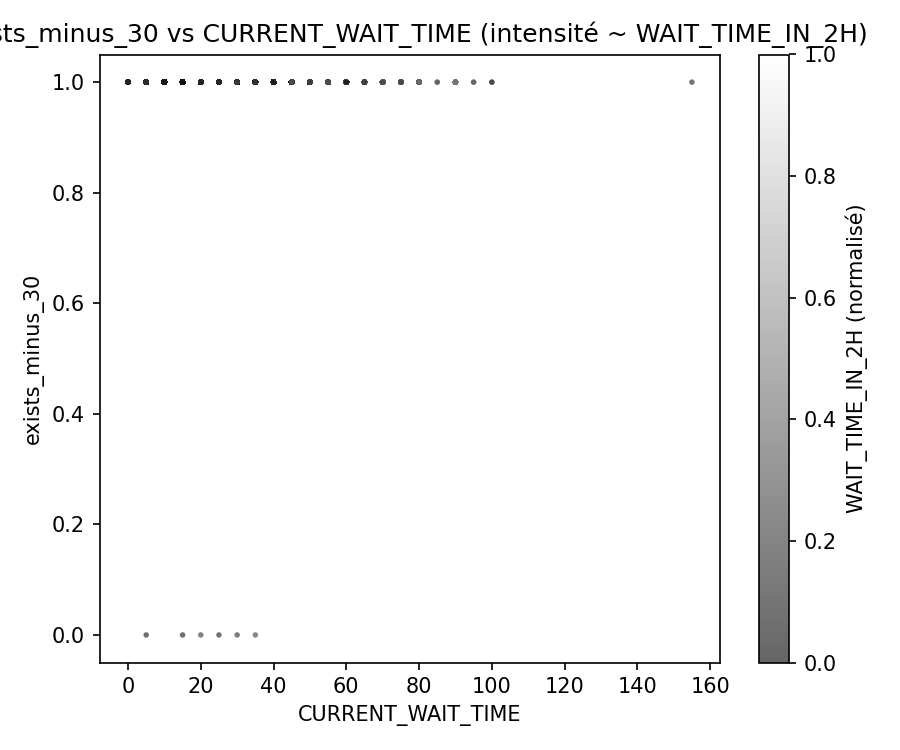 sts_minus_30 vs CURRENT_WAIT_TIME (intensité ~ WAIT_TIME_IN_2H)
1.0
0.8
0.6
0.4
0.2
0.0
exists_minus_30
0 20 40 60 80 100 120 140 160
CURRENT_WAIT_TIME
1.0
0.8
0.6
0.4
0.2
0.0
WAIT_TIME_IN_2H (normalisé)